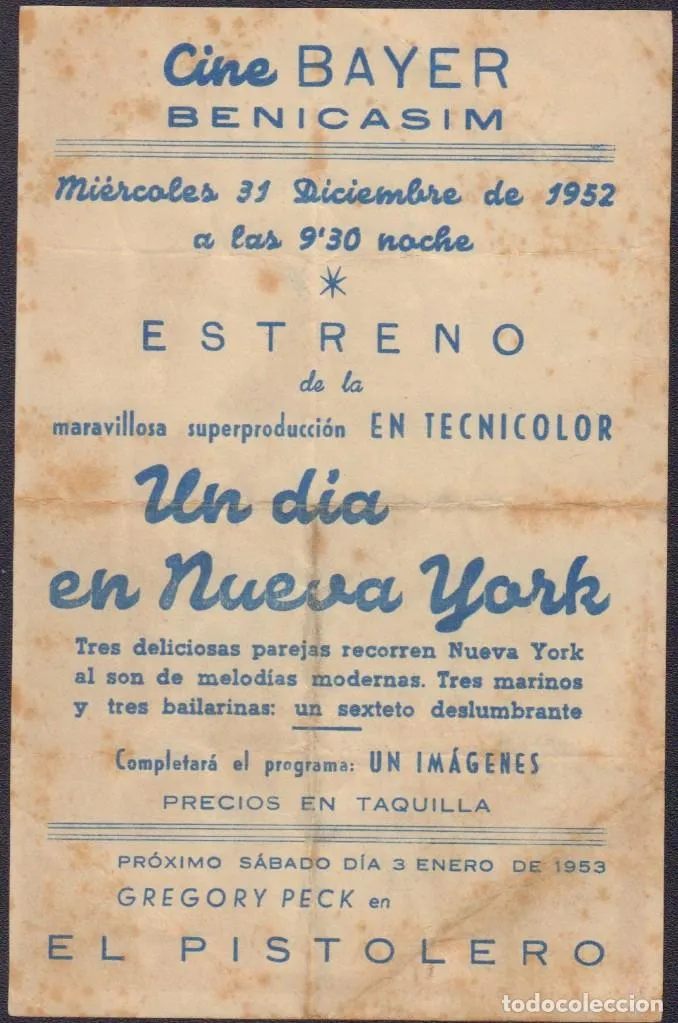 Cine BAYER
BENICASIM
Miércoles 31 Diciembre de 1952
a las 9'30 noche
ESTRENO
de la
maravillosa superproducción EN TECNICOLOR
Un día
en Nueva York
Tres deliciosas parejas recorren Nueva York
al son de melodías modernas. Tres marinos
y tres bailarinas: un sexteto deslumbrante
Completará el programa: UN IMÁGENES
PRECIOS EN TAQUILLA
PRÓXIMO SÁBADO DÍA 3 ENERO DE 1953
GREGORY PECK en
EL PISTOLERO
todocoleccion